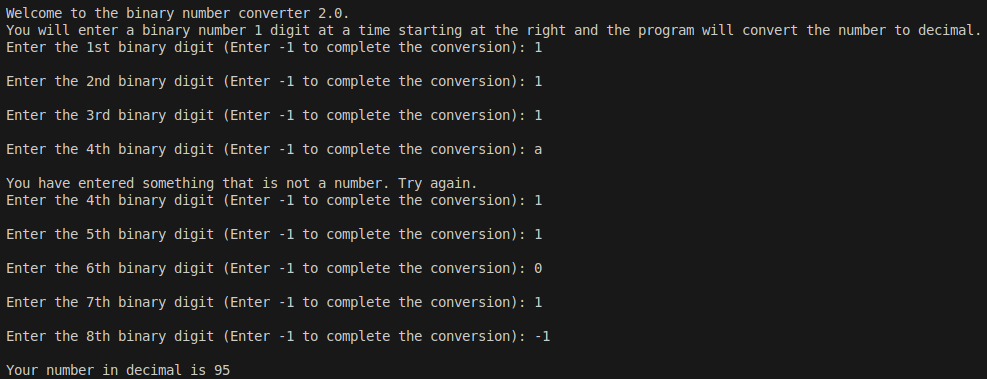 Welcome to the binary number converter 2.0.
You will enter a binary number 1 digit at a time starting at the right and the program will convert the number to decimal.
Enter the 1st binary digit (Enter -1 to complete the conversion): 1
Enter the 2nd binary digit (Enter -1 to complete the conversion): 1
Enter the 3rd binary digit (Enter -1 to complete the conversion): 1
Enter the 4th binary digit (Enter -1 to complete the conversion): a
You have entered something that is not a number. Try again.
Enter the 4th binary digit (Enter -1 to complete the conversion): 1
Enter the 5th binary digit (Enter -1 to complete the conversion): 1
Enter the 6th binary digit (Enter -1 to complete the conversion): 0
Enter the 7th binary digit (Enter -1 to complete the conversion): 1
Enter the 8th binary digit (Enter -1 to complete the conversion): -1
Your number in decimal is 95